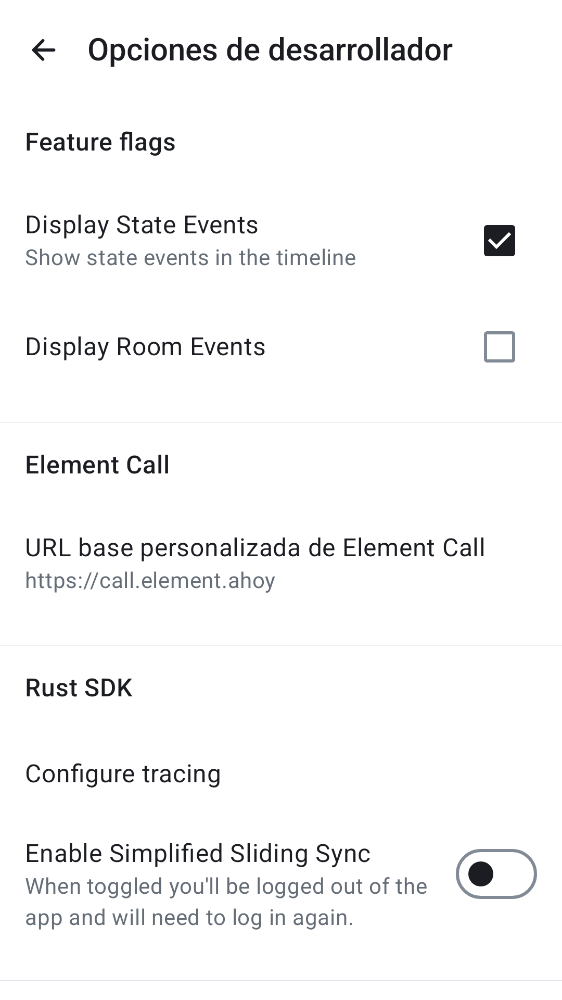 Opciones de desarrollador
Feature flags
Display State Events
Show state events in the timeline
Display Room Events
Element Call
URL base personalizada de Element Call
https://call.element.ahoy
Rust SDK
Configure tracing
Enable Simplified Sliding Sync
When toggled you'll be logged out of the
app and will need to log in again.